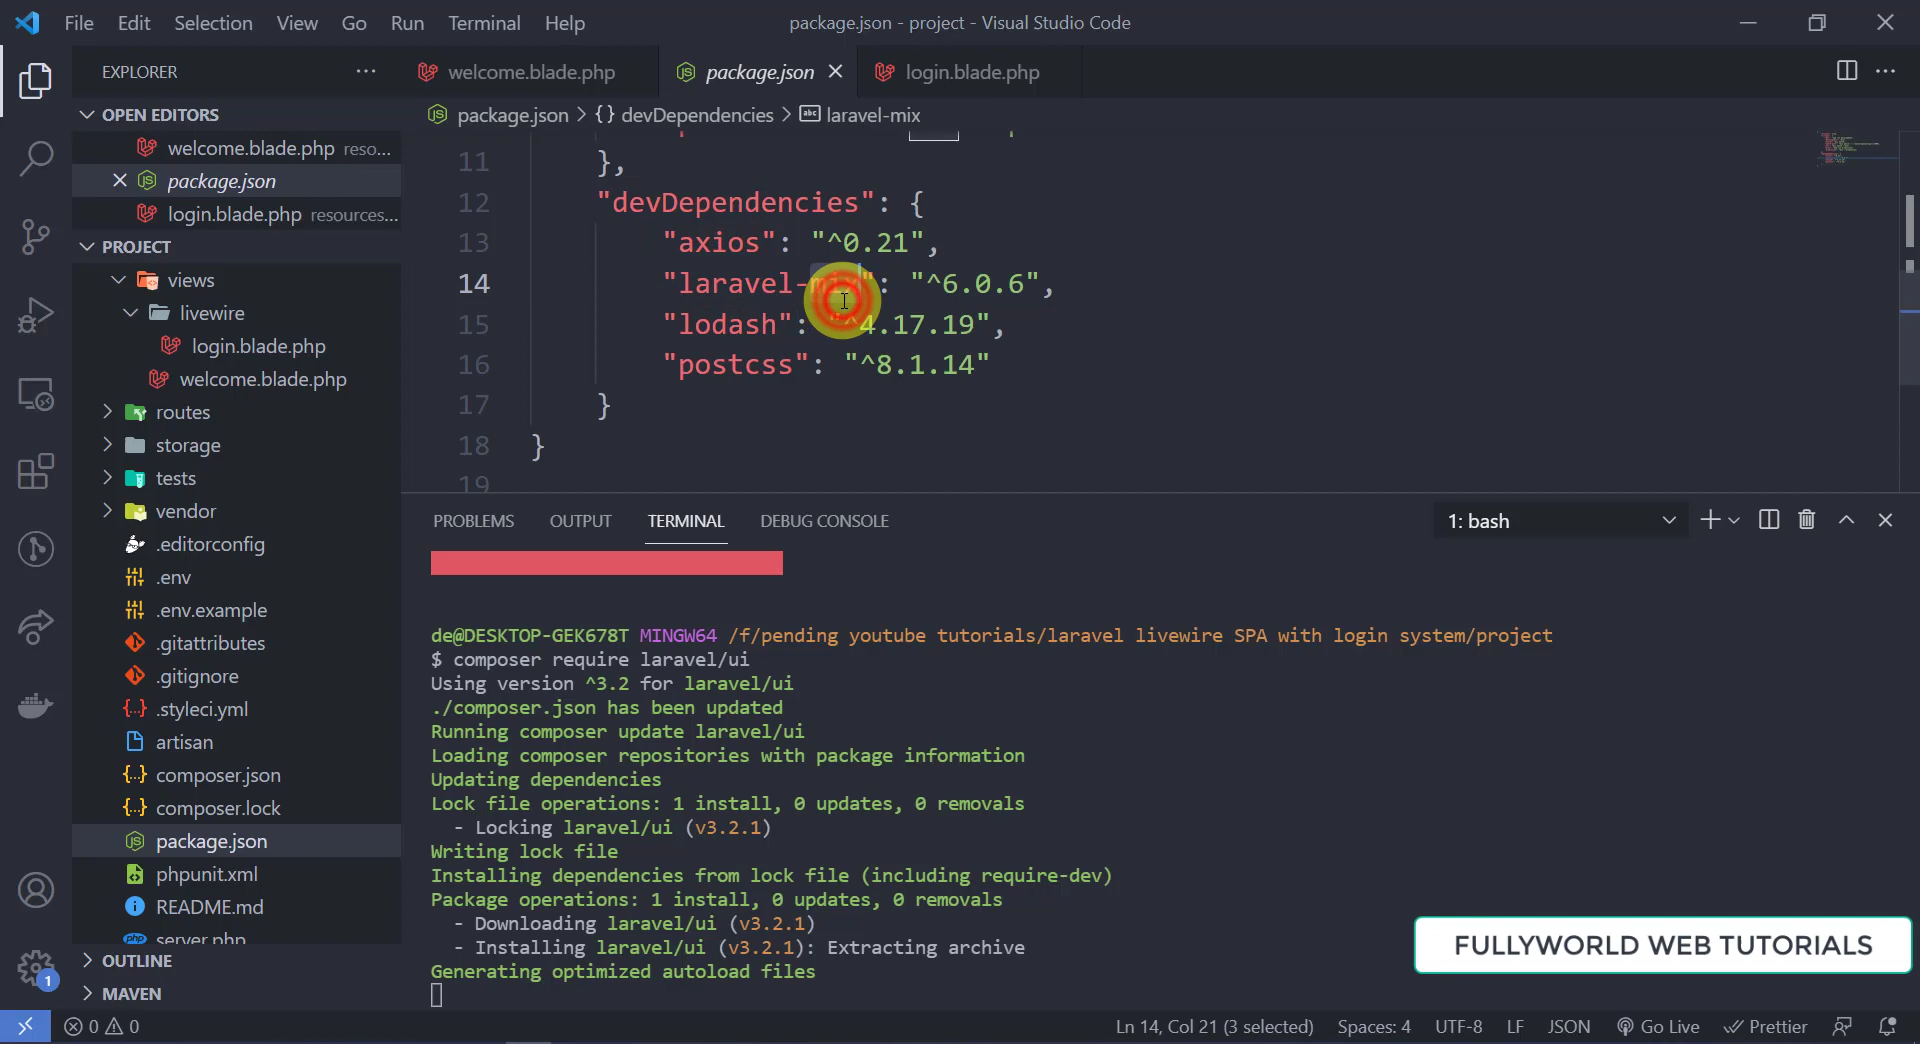 File Edit Selection View Go Run Terminal Help
package.json - project - Visual Studio Code
EXPLORER
welcome.blade.php
package.json
login.blade.php
OPEN EDITORS
welcome.blade.php reso...
package.json
login.blade.php resources...
PROJECT
views
livewire
login.blade.php
welcome.blade.php
routes
storage
tests
vendor
.editorconfig
.env
.env.example
.gitattributes
.gitignore
.styleci.yml
artisan
composer.json
composer.lock
package.json
phpunit.xml
README.md
server.php
OUTLINE
MAVEN
package.json > {} devDependencies > abc laravel-mix
11 },
12 "devDependencies": {
13 "axios": "^0.21",
14 "laravel-mix": "^6.0.6",
15 "lodash": "^4.17.19",
16 "postcss": "^8.1.14"
17 }
18 }
19
PROBLEMS OUTPUT TERMINAL DEBUG CONSOLE
1: bash
de@DESKTOP-GEK678T MINGW64 /f/pending youtube tutorials/laravel livewire SPA with login system/project
$ composer require laravel/ui
Using version ^3.2 for laravel/ui
./composer.json has been updated
Running composer update laravel/ui
Loading composer repositories with package information
Updating dependencies
Lock file operations: 1 install, 0 updates, 0 removals
- Locking laravel/ui (v3.2.1)
Writing lock file
Installing dependencies from lock file (including require-dev)
Package operations: 1 install, 0 updates, 0 removals
- Downloading laravel/ui (v3.2.1)
- Installing laravel/ui (v3.2.1): Extracting archive
Generating optimized autoload files
FULLYWORLD WEB TUTORIALS
1
0 0
Ln 14, Col 21 (3 selected) Spaces: 4 UTF-8 LF JSON Go Live Prettier